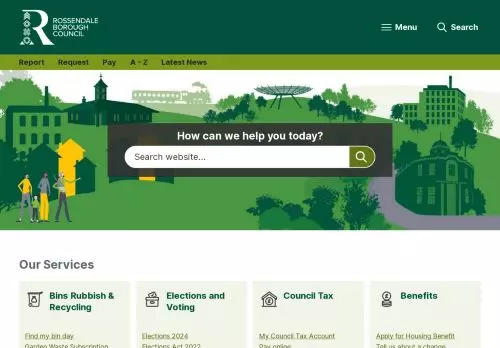 ROSSENDALE
BOROUGH
COUNCIL
Menu
Search
Report Request Pay A - Z Latest News
How can we help you today?
Search website...
Our Services
Bins Rubbish &
Recycling
Elections and
Voting
Council Tax
Benefits
Find my bin day
Elections 2024
My Council Tax Account
Apply for Housing Benefit
Garden Waste Subscription
Elections Act 2022
Pay online
Tell us about a change